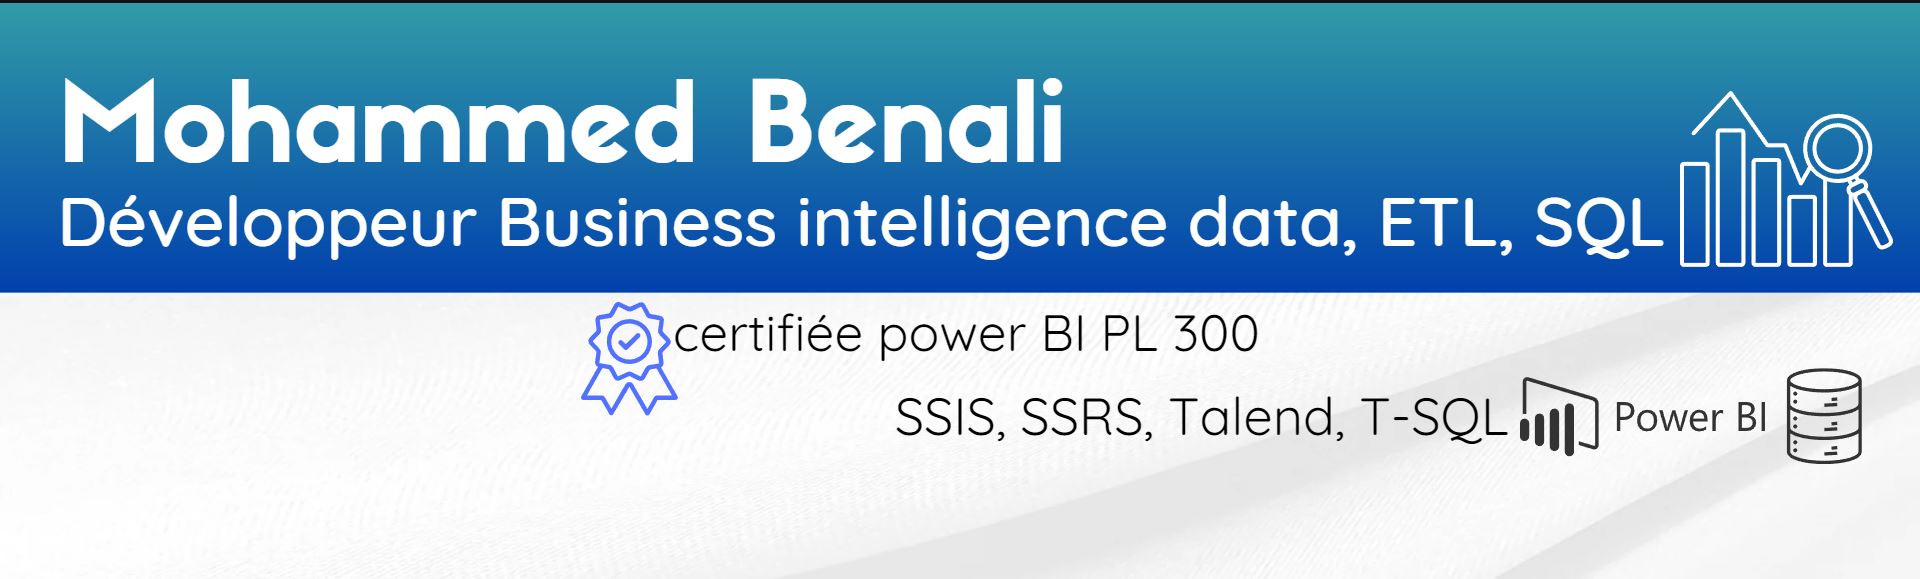 Mohammed Benali
Développeur Business intelligence data, ETL, SQL
certifiée power BI PL 300
SSIS, SSRS, Talend, T-SQL Power BI